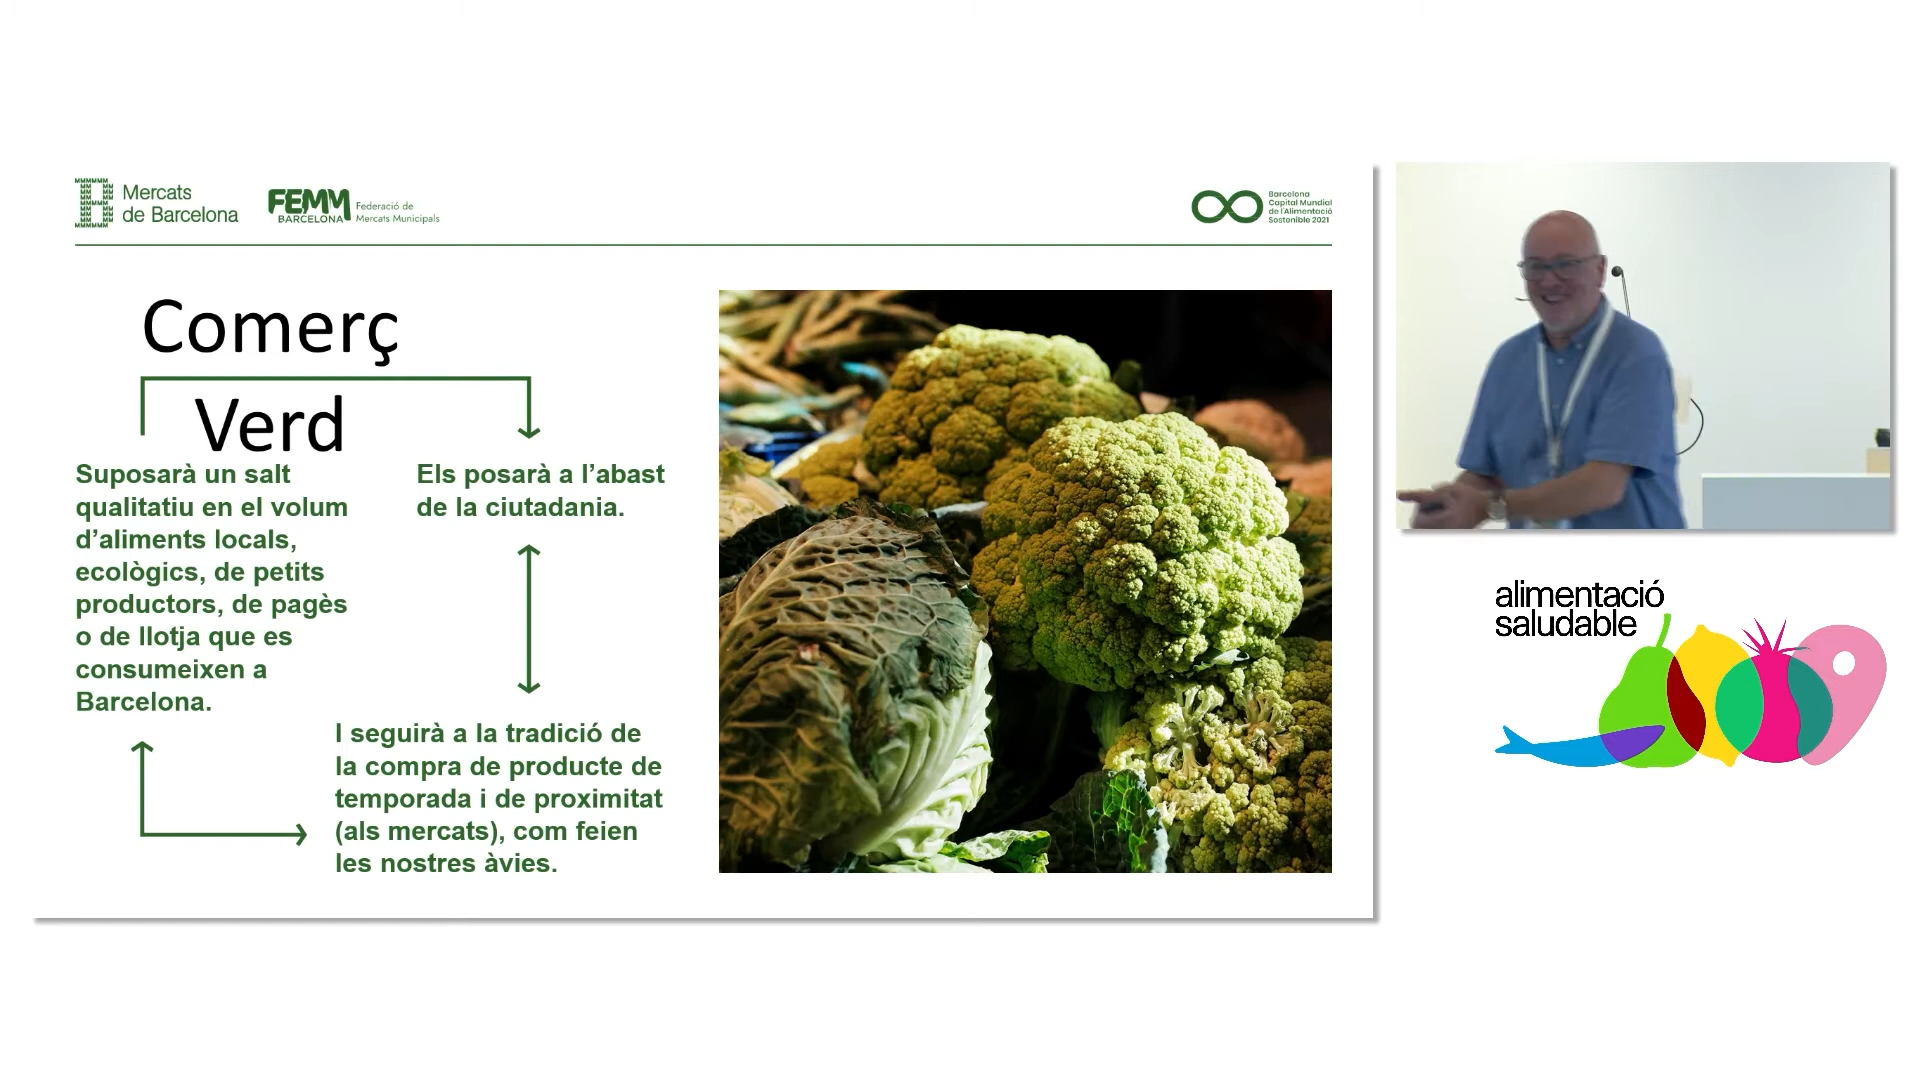 Mercats
de Barcelona
FEMM
BARCELONA
Federació de
Mercats Municipals
Barcelona
Capital Mundial
de l'Alimentació
Sostenible 2021
Comerç
Verd
Suposarà un salt
qualitatiu en el volum
d’aliments locals,
ecològics, de petits
productors, de pagès
o de llotja que es
consumeixen a
Barcelona.
Els posarà a l’abast
de la ciutadania.
I seguirà a la tradició de
la compra de producte de
temporada i de proximitat
(als mercats), com feien
les nostres àvies.
alimentació
saludable